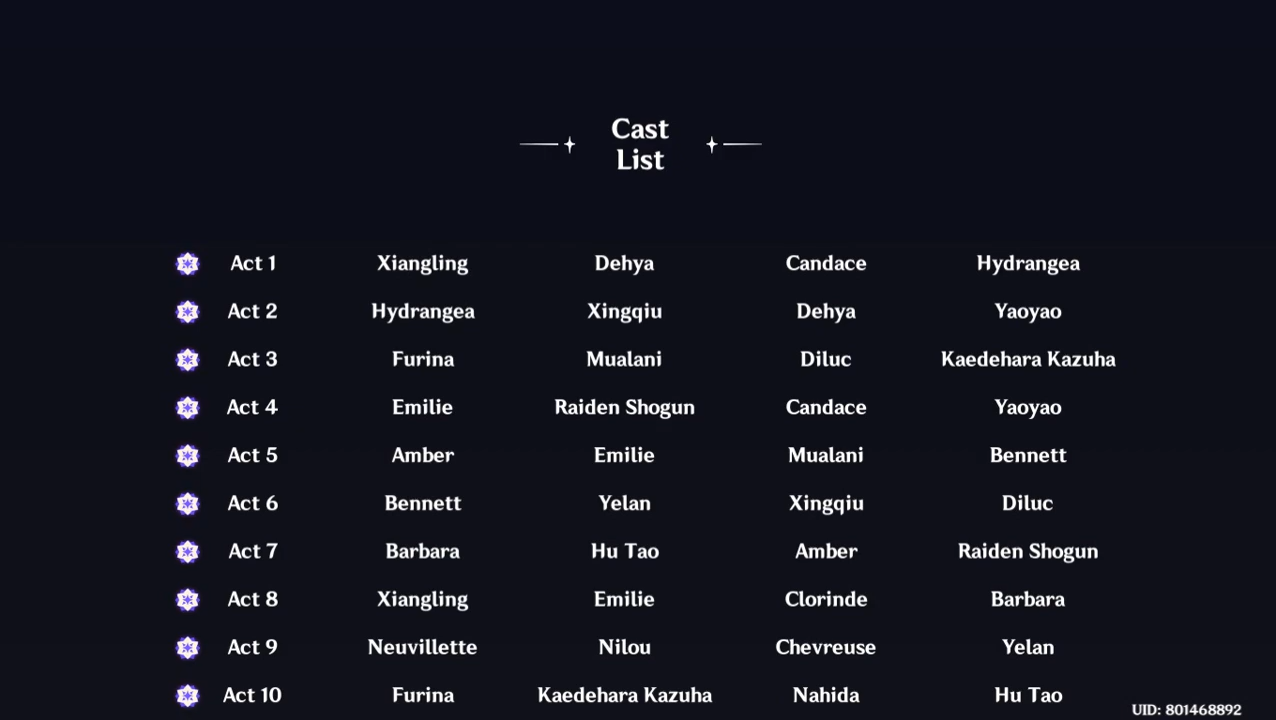 Cast
List
Act 1 Xiangling Dehya Candace Hydrangea
Act 2 Hydrangea Xingqiu Dehya Yaoyao
Act 3 Furina Mualani Diluc Kaedehara Kazuha
Act 4 Emilie Raiden Shogun Candace Yaoyao
Act 5 Amber Emilie Mualani Bennett
Act 6 Bennett Yelan Xingqiu Diluc
Act 7 Barbara Hu Tao Amber Raiden Shogun
Act 8 Xiangling Emilie Clorinde Barbara
Act 9 Neuvillette Nilou Chevreuse Yelan
Act 10 Furina Kaedehara Kazuha Nahida Hu Tao
UID: 801468892